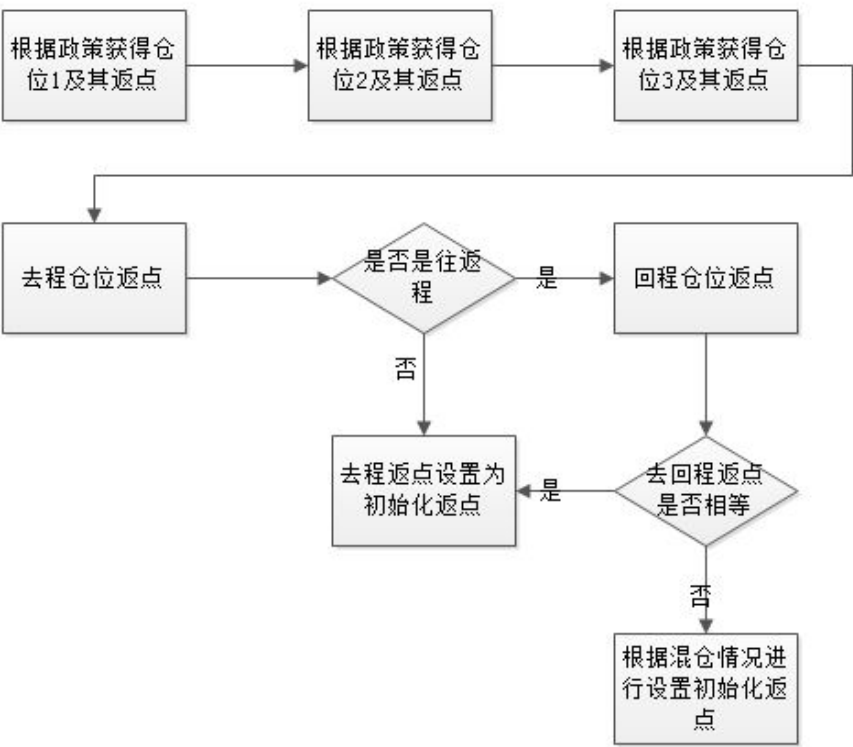 根据政策获得仓
位1及其返点
根据政策获得仓
位2及其返点
根据政策获得仓
位3及其返点
去程仓位返点
是否是往返
程
是
回程仓位返点
否
去程返点设置为
初始化返点
是
去回程返点
是否相等
否
根据混仓情况进
行设置初始化返
点